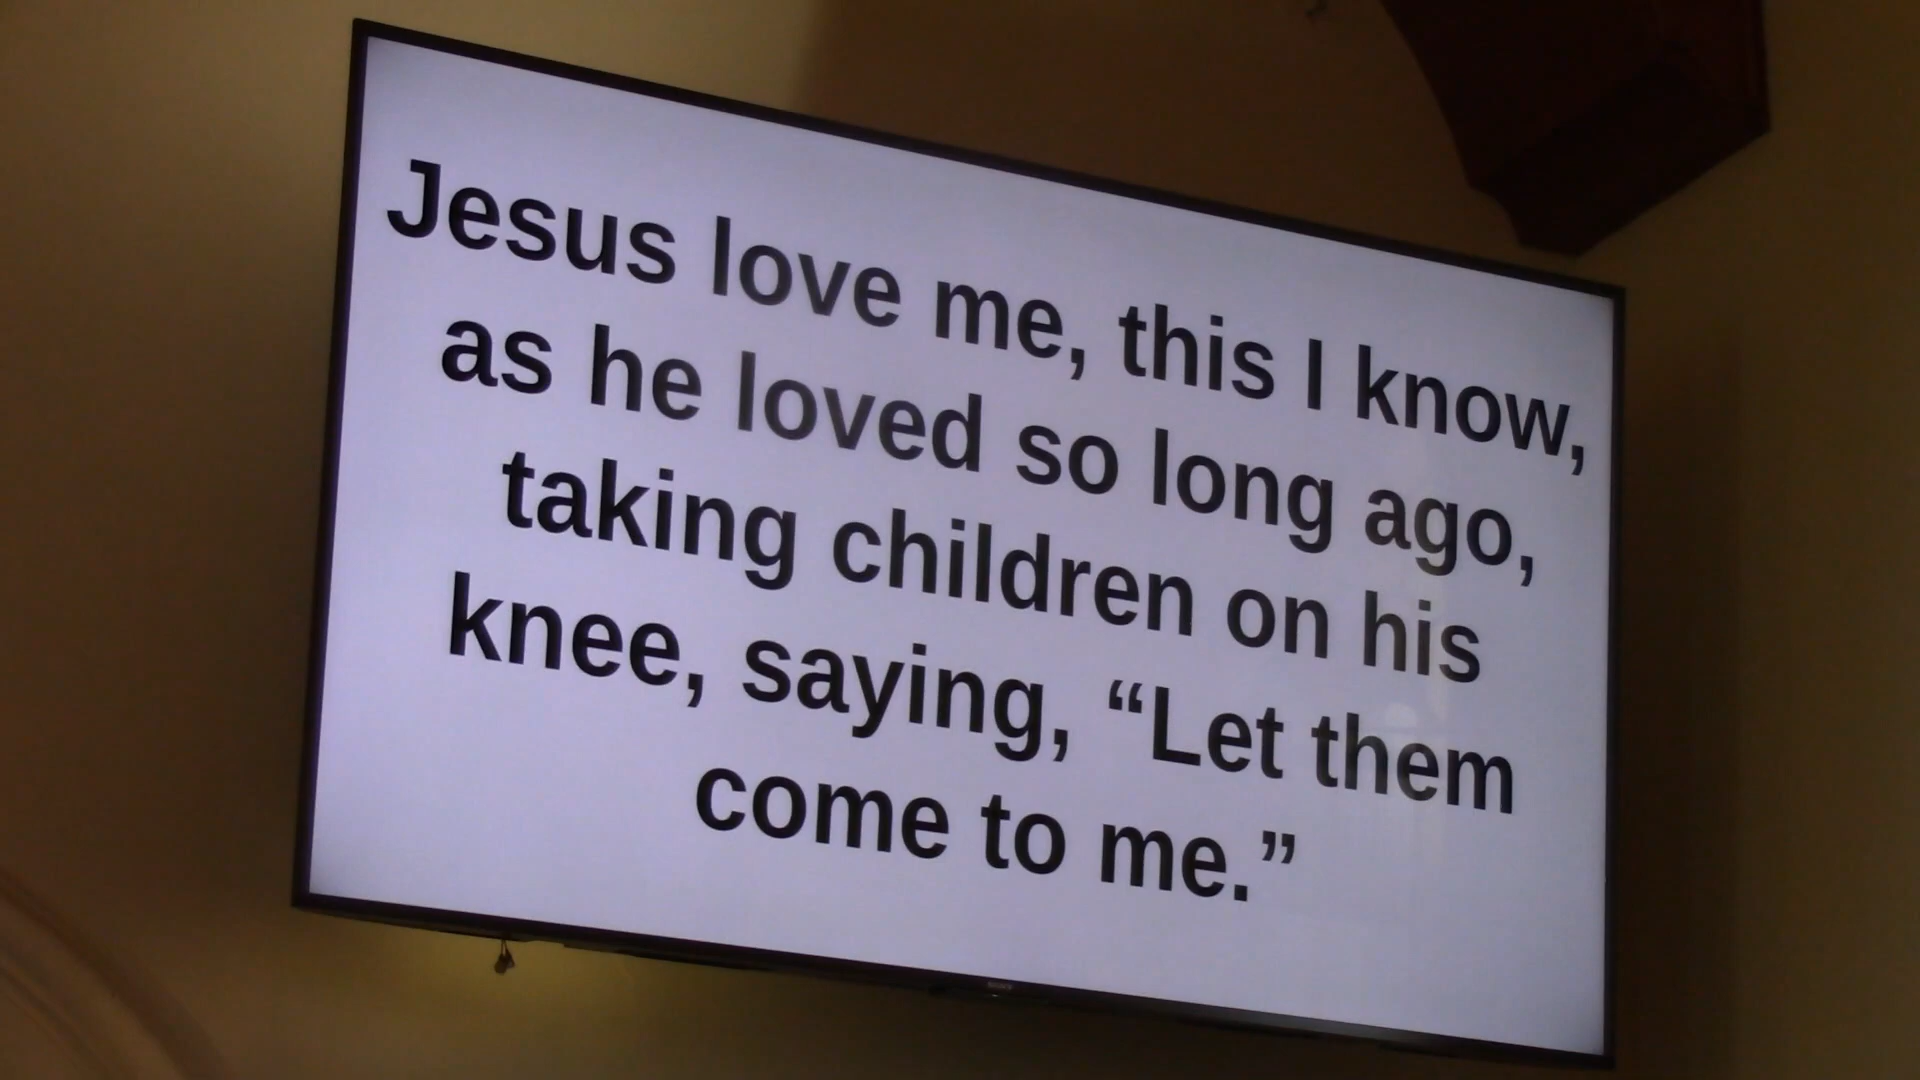 Jesus love me, this I know,
as he loved so long ago,
taking children on his
knee, saying, “Let them
come to me.”